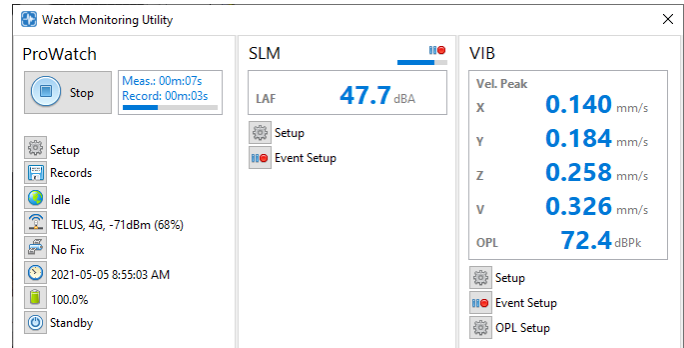 Watch Monitoring Utility
ProWatch
Stop
Meas.: 00m:07s
Record: 00m:03s
Setup
Records
Idle
TELUS, 4G, -71dBm (68%)
No Fix
2021-05-05 8:55:03 AM
100.0%
Standby
SLM
LAF 47.7 dBA
Setup
Event Setup
VIB
Vel. Peak
X 0.140 mm/s
Y 0.184 mm/s
Z 0.258 mm/s
V 0.326 mm/s
OPL 72.4 dBPk
Setup
Event Setup
OPL Setup